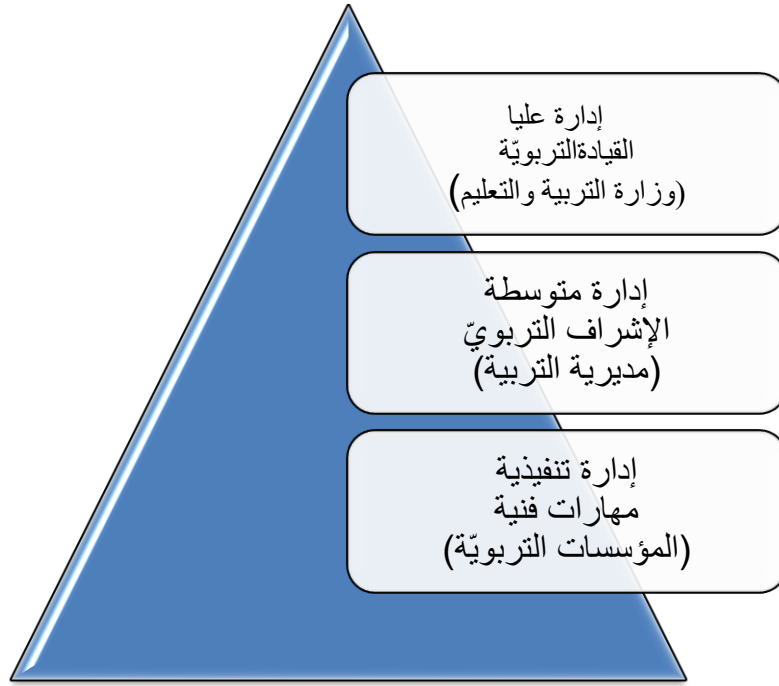 إدارة عليا
القيادةالتربويّة
(وزارة التربية والتعليم)
إدارة متوسطة
الإشراف التربويّ
(مديرية التربية)
إدارة تنفيذية
مهارات فنية
(المؤسسات التربويّة)